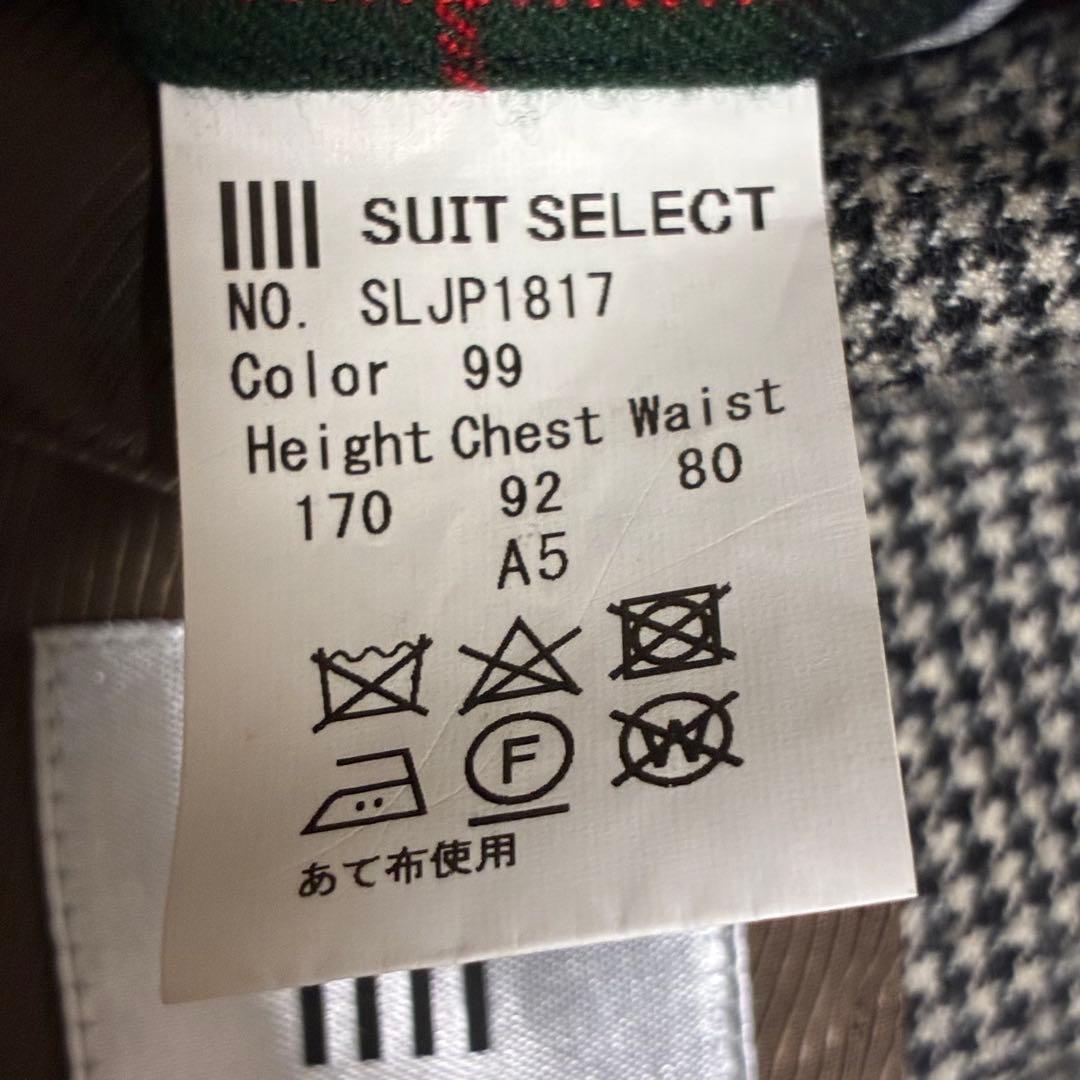 SUIT SELECT
NO. SLJP1817
Color 99
Height Chest Waist
170 92 80
A5
F W
あて布使用